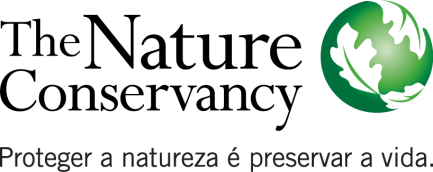 The Nature
Conservancy
Proteger a natureza é preservar a vida.